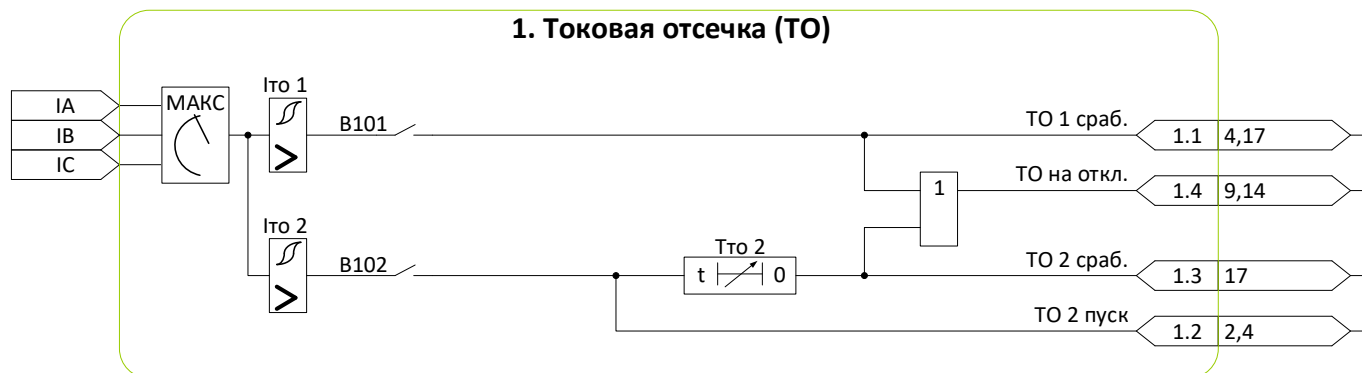 1. Токовая отсечка (ТО)
IA
IB
IC
МАКС
Iто 1
>
В101
ТО 1 сраб.
1.1
4,17
1
ТО на откл.
1.4
9,14
Iто 2
>
В102
Тто 2
t
0
ТО 2 сраб.
1.3
17
ТО 2 пуск
1.2
2,4